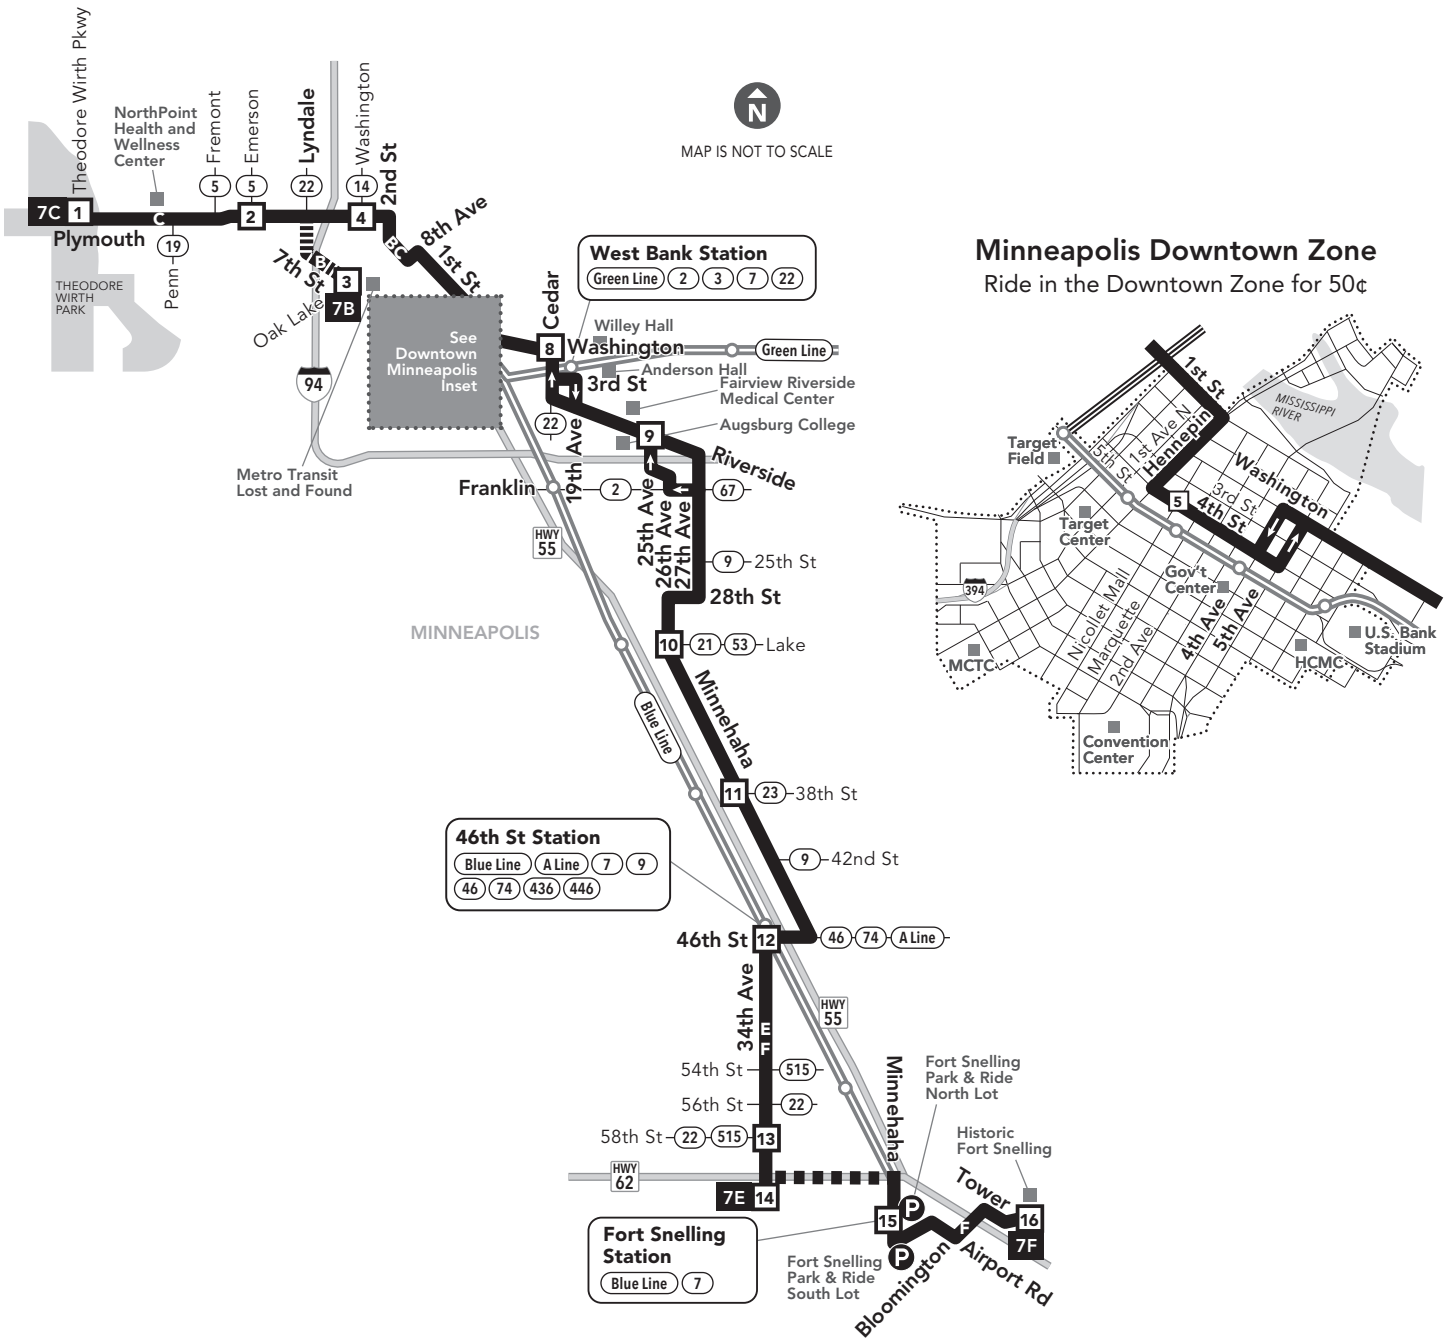 Theodore Wirth Pkwy
NorthPoint
Health and
Wellness
Center
Fremont
Emerson
Lyndale
Washington
2nd St
5
5
22
14
7C
1
C
2
4
Plymouth
19
Penn
BC
8th Ave
1st St
7th St
B
3
7B
Oak Lake
THEODORE
WIRTH
PARK
94
See
Downtown
Minneapolis
Inset
Metro Transit
Lost and Found
N
MAP IS NOT TO SCALE
West Bank Station
Green Line
2
3
7
22
Cedar
8
Willey Hall
Washington
Green Line
Anderson Hall
3rd St
Fairview Riverside
Medical Center
22
19th Ave
9
Augsburg College
Riverside
Franklin
2
67
25th Ave
26th Ave
27th Ave
HWY
55
9
25th St
28th St
MINNEAPOLIS
10
21
53
Lake
Blue Line
Minnehaha
11
23
38th St
9
42nd St
46th St Station
Blue Line
A Line
7
9
46
74
436
446
46th St
12
46
74
A Line
34th Ave
E
F
HWY
55
54th St
515
56th St
22
58th St
22
515
13
HWY
62
7E
14
Minnehaha
Fort Snelling
Park & Ride
North Lot
Historic
Fort Snelling
Tower
15
P
16
7F
F
P
Fort Snelling
Station
Blue Line
7
Fort Snelling
Park & Ride
South Lot
Bloomington
Airport Rd
Minneapolis Downtown Zone
Ride in the Downtown Zone for 50¢
1st St
MISSISSIPPI
RIVER
Target
Field
5th St
1st Ave N
Hennepin
Washington
5
3rd St
4th St
Target
Center
Gov't
Center
394
Nicollet Mall
Marquette
2nd Ave
4th Ave
5th Ave
U.S. Bank
Stadium
HCMC
MCTC
Convention
Center